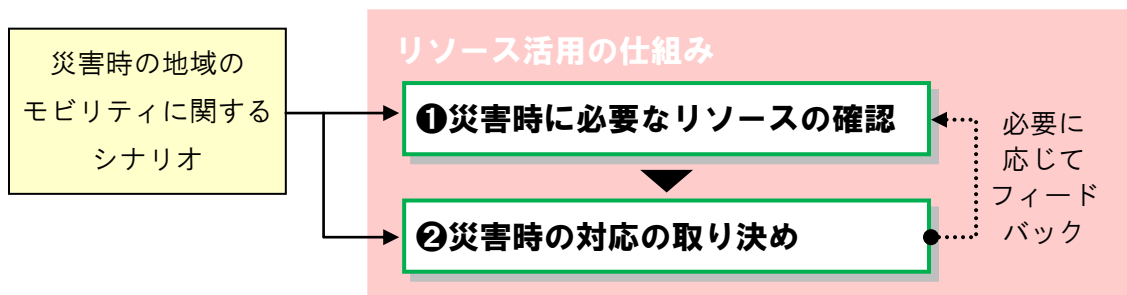 災害時の地域の
モビリティに関する
シナリオ
リソース活用の仕組み
❶災害時に必要なリソースの確認
❷災害時の対応の取り決め
必要に
応じて
フィード
バック